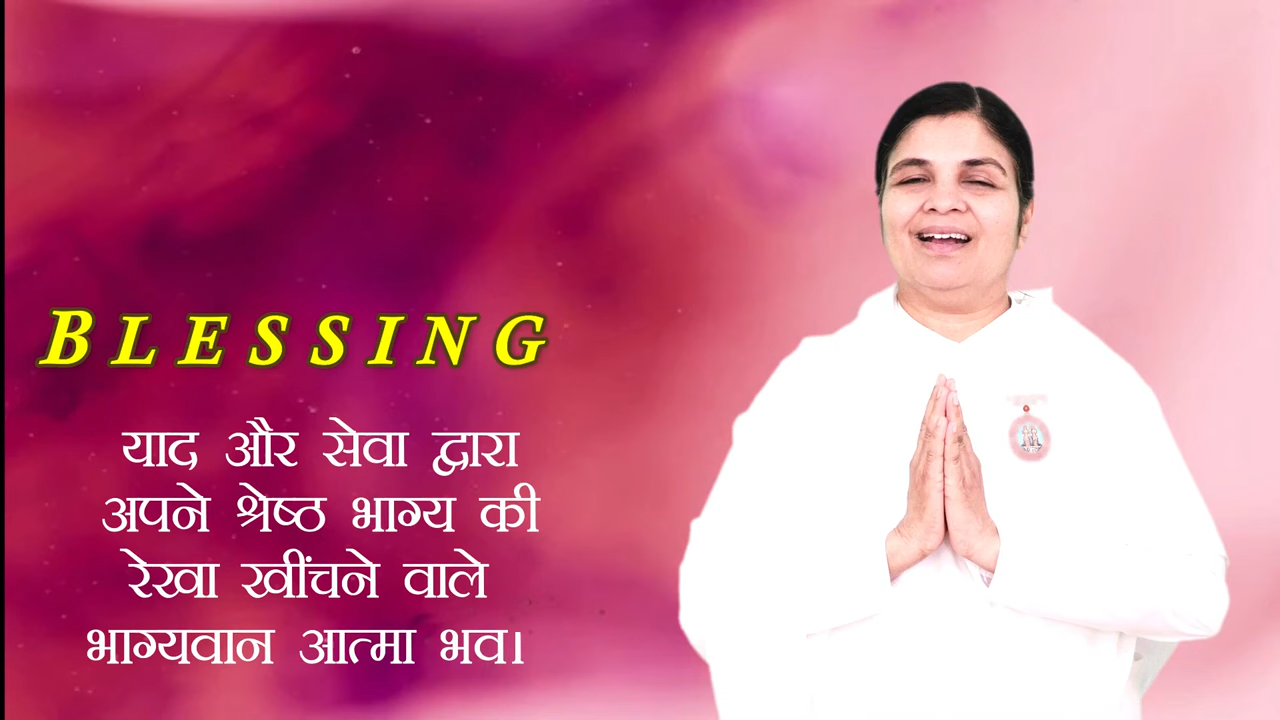 BLESSING
याद और सेवा द्वारा
अपने श्रेष्ठ भाग्य की
रेखा खींचने वाले
भाग्यवान आत्मा भव।